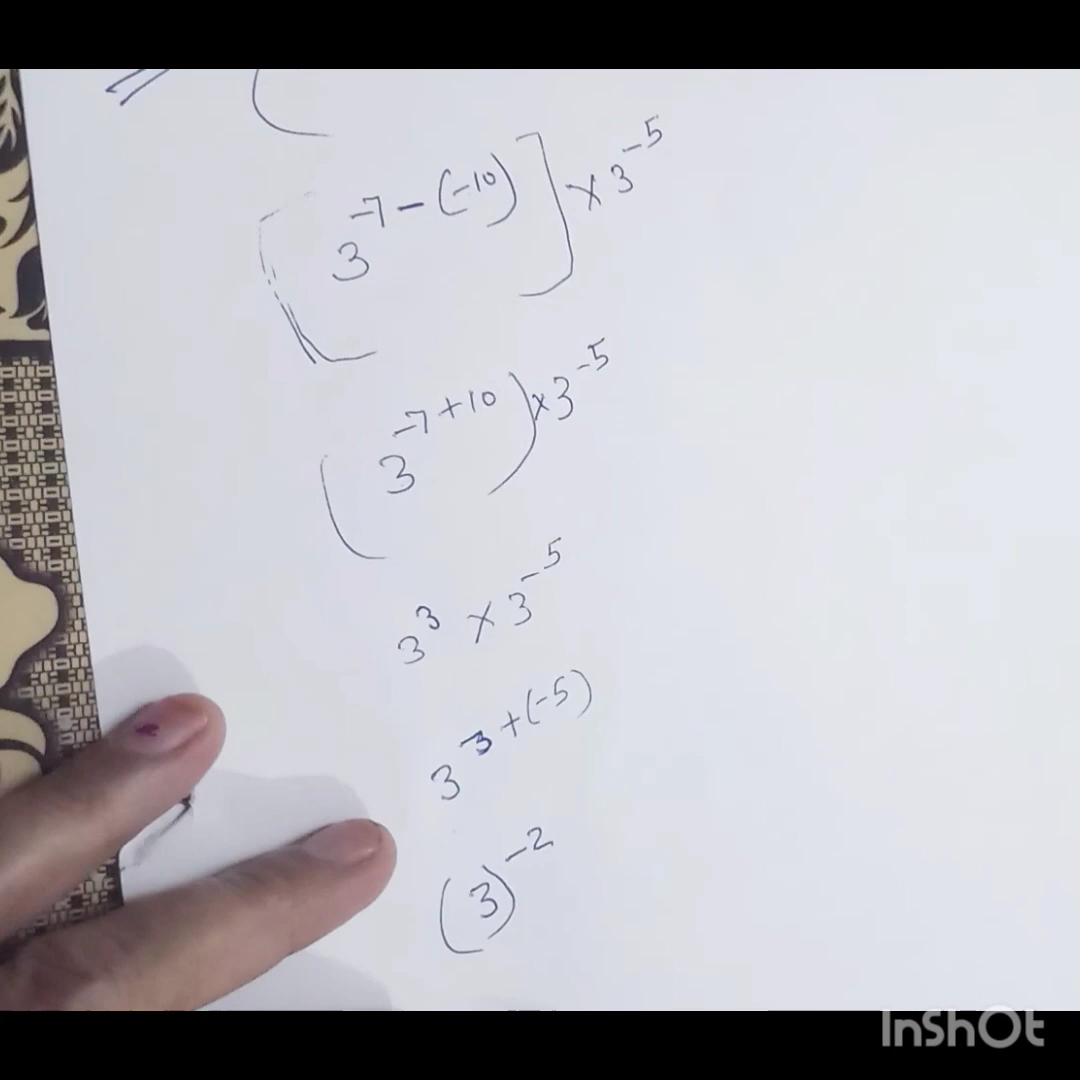 = (
[3^{-7-(-10)}] × 3^{-5}
(3^{-7+10}) × 3^{-5}
3^3 × 3^{-5}
3^{3+(-5)}
(3)^{-2}
InShOt